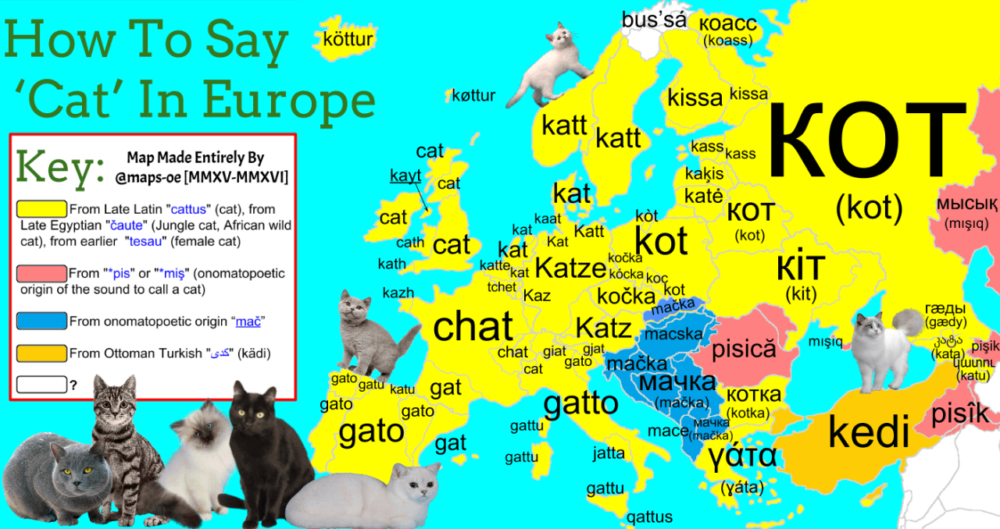 How To Say
‘Cat’ In Europe
Key:
Map Made Entirely By
@maps-oe [MMXV-MMXVI]
From Late Latin "cattus" (cat), from
Late Egyptian "čaute" (Jungle cat, African wild
cat), from earlier "tesau" (female cat)
From "*pis" or "*miş" (onomatopoetic
origin of the sound to call a cat)
From onomatopoetic origin “mač”
From Ottoman Turkish "كدى" (kädi)
?
köttur
bus’sá
коасс
(koass)
køttur
kissa
kissa
katt
katt
кот
(kot)
cat
kayt
cat
kass
kass
kaķis
katė
мысық
(mışıq)
cat
cath
cat
kat
kaat
kat
Katt
Kat
kòt
kot
кот
(kot)
kath
kat
katte
kat
Katze
kočka
kócka
koc
кіт
(kit)
tchet
kazh
Kaz
kočka
kot
mačka
chat
Katz
macska
pisică
mışıq
гæды
(gædy)
კატა
(kata)
pişik
կատու
(katu)
chat
giat
gjat
cat
gato
mačka
мачка
(mačka)
котка
(kotka)
gato
gatu
katu
gat
gato
gato
gato
gatto
gattu
mace
мачка
(mačka)
kedi
pisîk
gat
gattu
jatta
γάτα
(ɣáta)
gattu
qattus